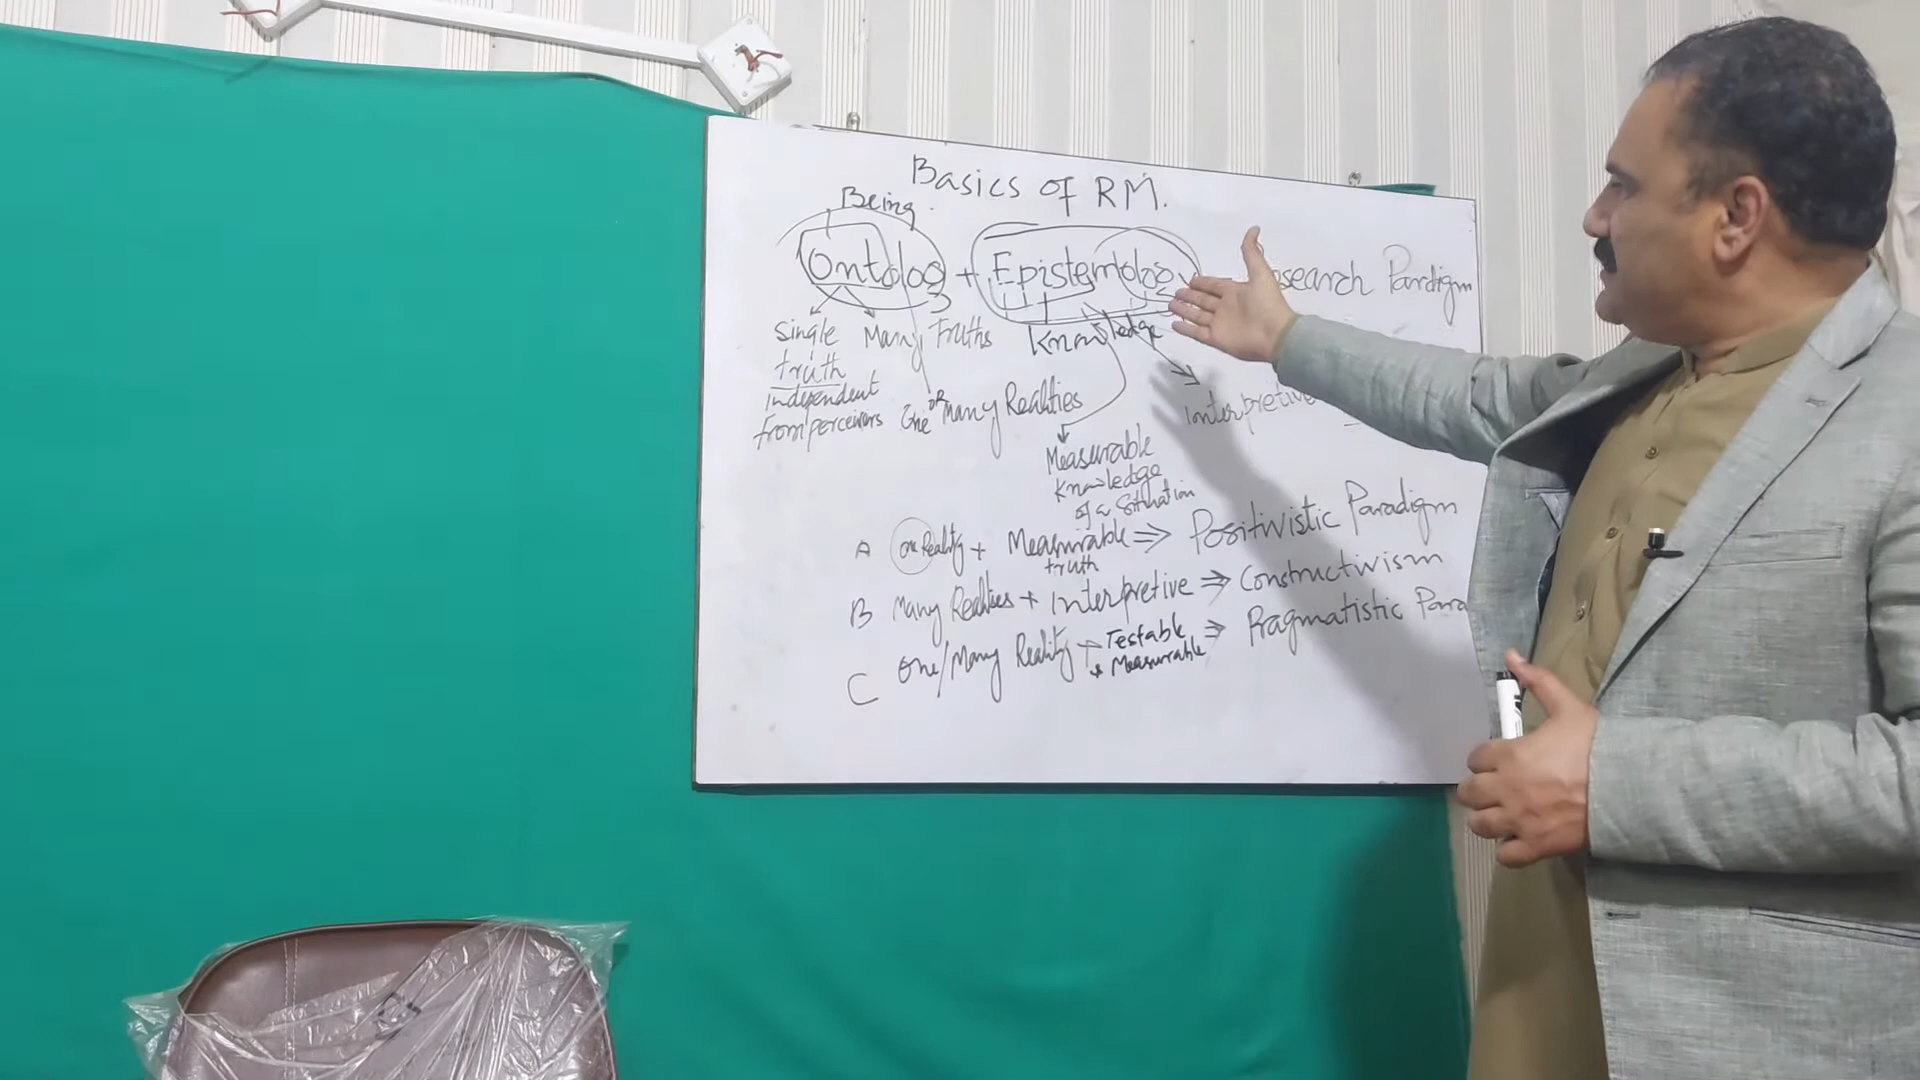 Basics of RM.
Being.
Ontology + Epistemology Research Paradigm
Single Many Truths Knowledge
truth
independent
from perceivers One OR Many Realities Interpretive
Measurable
Knowledge
of a situation
A One Reality + Measurable truth ⇒ Positivistic Paradigm
B Many Realities + Interpretive ⇒ Constructivism
C One/Many Reality + Testable + Measurable ⇒ Pragmatistic Para